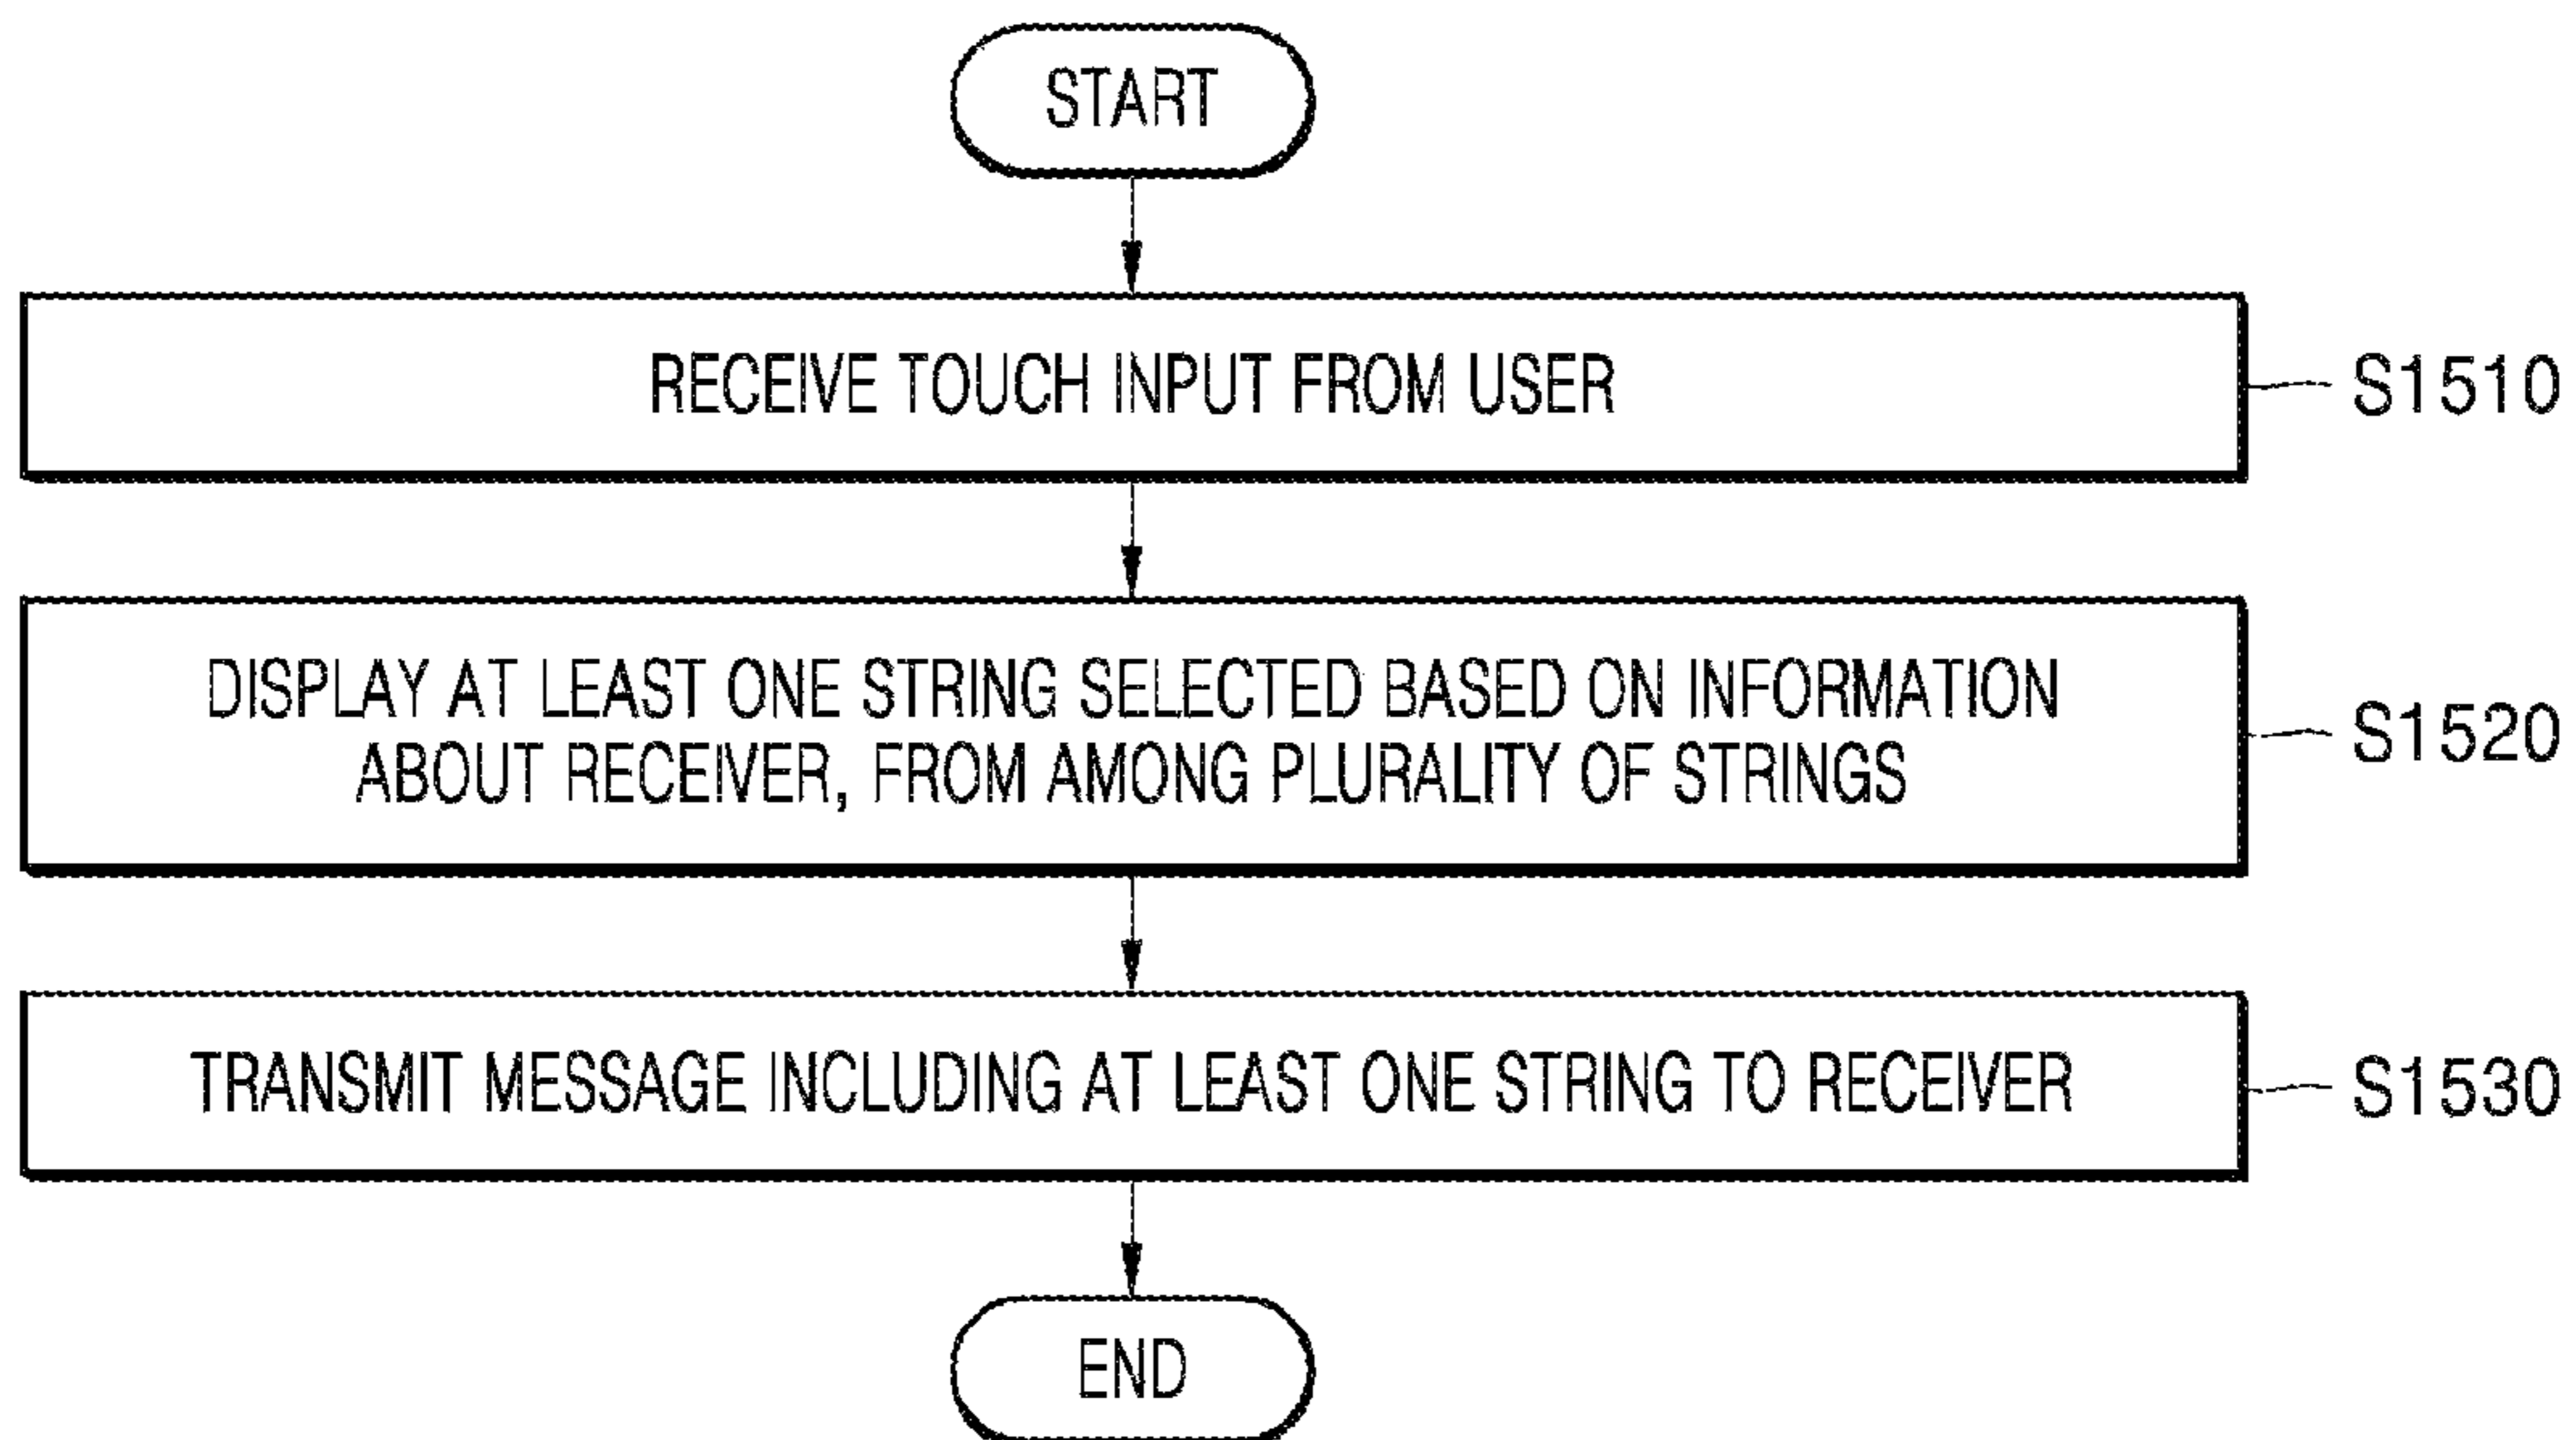 START
RECEIVE TOUCH INPUT FROM USER
S1510
DISPLAY AT LEAST ONE STRING SELECTED BASED ON INFORMATION
ABOUT RECEIVER, FROM AMONG PLURALITY OF STRINGS
S1520
TRANSMIT MESSAGE INCLUDING AT LEAST ONE STRING TO RECEIVER
S1530
END